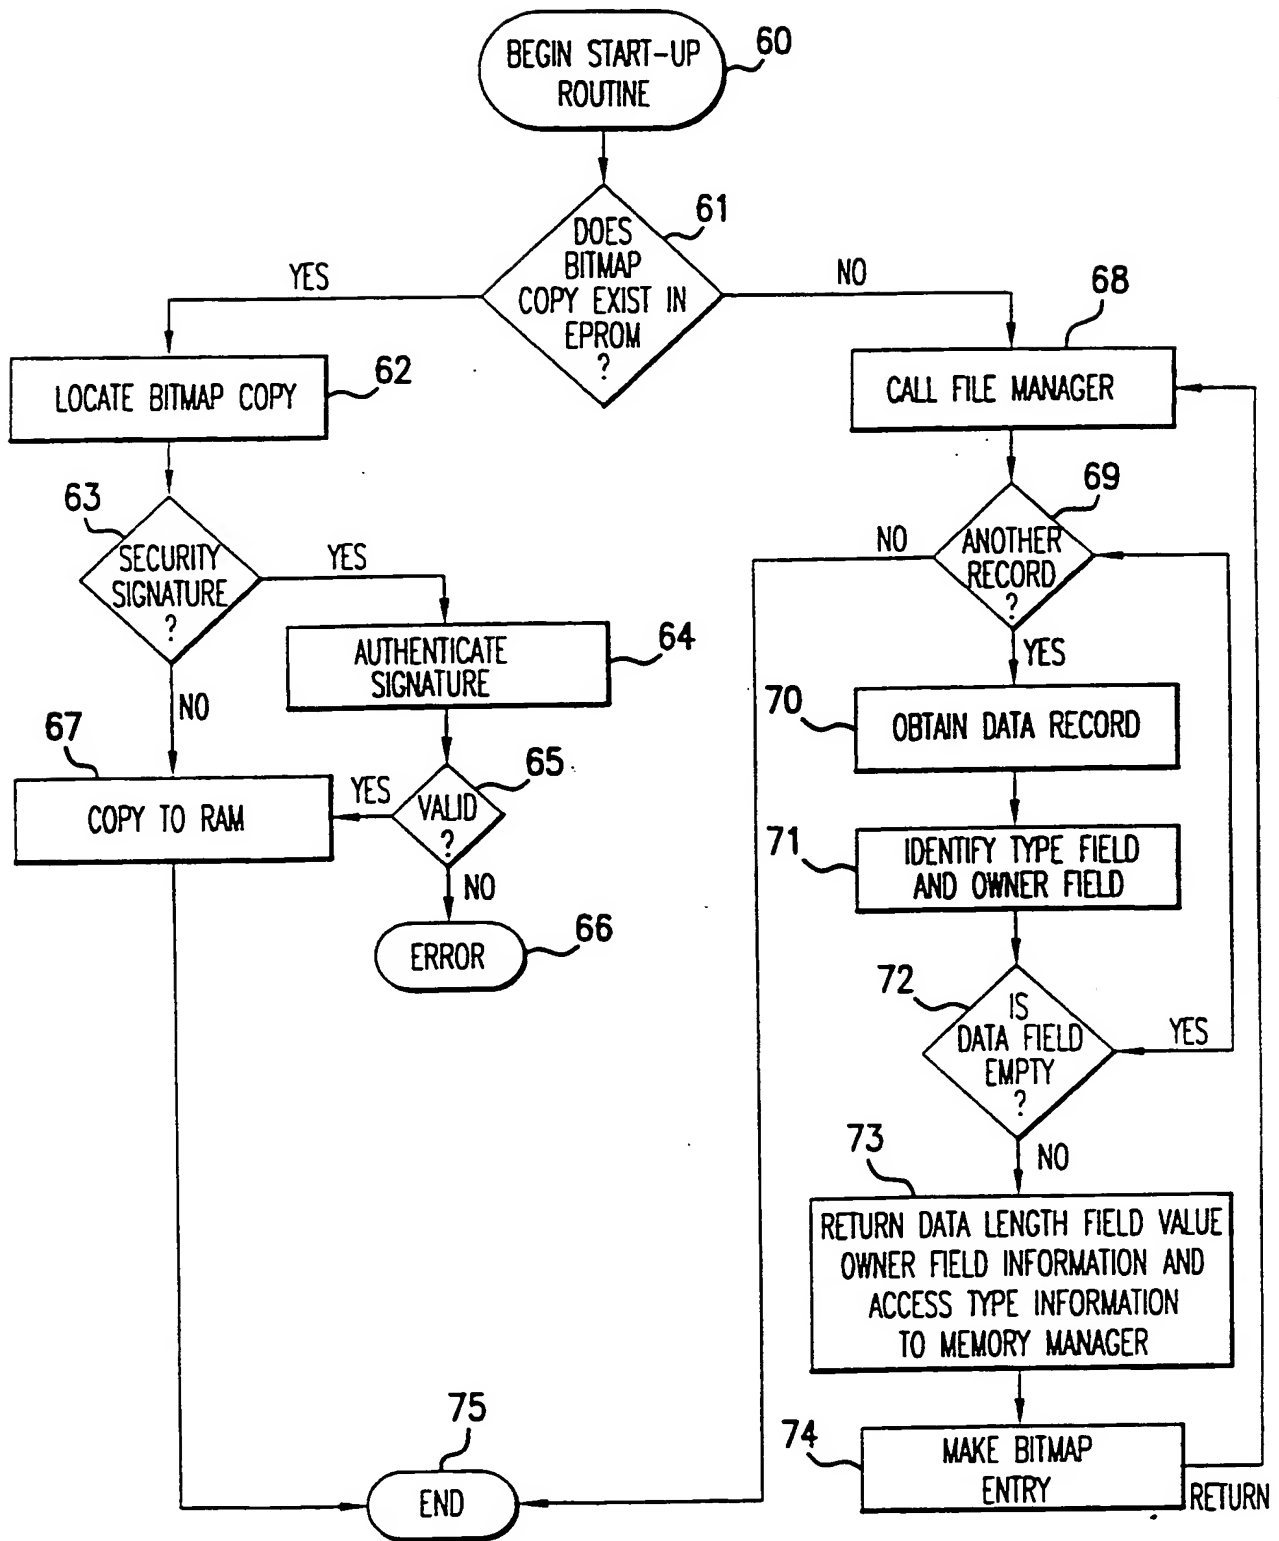 BEGIN START-UP
ROUTINE
60
DOES
BITMAP
COPY EXIST IN
EPROM
?
61
YES
NO
LOCATE BITMAP COPY
62
68
CALL FILE MANAGER
63
SECURITY
SIGNATURE
?
YES
NO
69
ANOTHER
RECORD
?
NO
YES
AUTHENTICATE
SIGNATURE
64
67
COPY TO RAM
YES
VALID
?
65
NO
ERROR
66
70
OBTAIN DATA RECORD
71
IDENTIFY TYPE FIELD
AND OWNER FIELD
72
IS
DATA FIELD
EMPTY
?
YES
NO
73
RETURN DATA LENGTH FIELD VALUE
OWNER FIELD INFORMATION AND
ACCESS TYPE INFORMATION
TO MEMORY MANAGER
74
MAKE BITMAP
ENTRY
RETURN
75
END